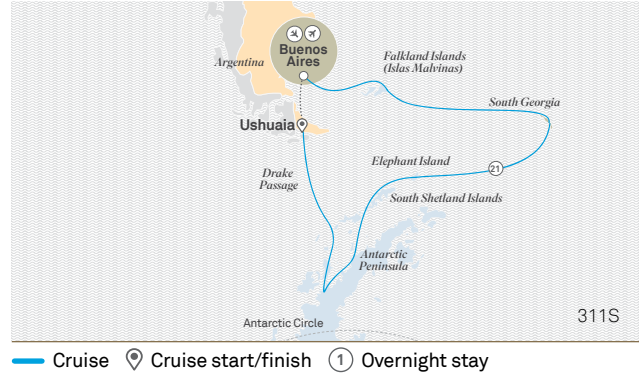 Buenos
Aires
Argentina
Falkland Islands
(Islas Malvinas)
South Georgia
Ushuaia
Elephant Island
21
Drake
Passage
South Shetland Islands
Antarctic
Peninsula
Antarctic Circle
311S
Cruise
Cruise start/finish
1 Overnight stay